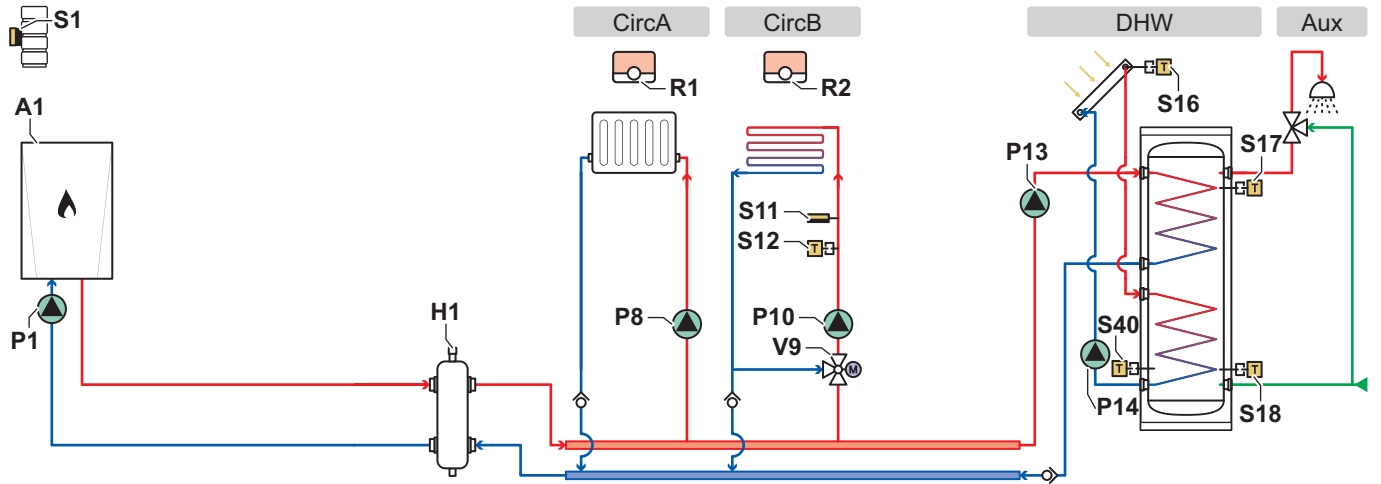 S1
CircA
CircB
DHW
Aux
R1
R2
T
S16
A1
P13
S17
T
S11
S12
T
P1
H1
P8
P10
V9
M
S40
T
T
P14
S18